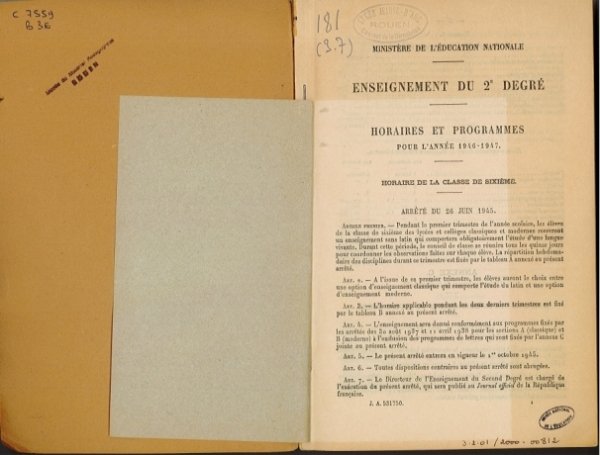 C 7559
B 36
181
(3.7)
ROUEN
MINISTÈRE DE L'ÉDUCATION NATIONALE
ENSEIGNEMENT DU 2e DEGRÉ
HORAIRES ET PROGRAMMES
POUR L'ANNÉE 1946-1947.
HORAIRE DE LA CLASSE DE SIXIÈME.
ARRÊTÉ DU 26 JUIN 1945.
ARTICLE PREMIER. — Pendant le premier trimestre de l'année scolaire, les élèves
de la classe de sixième des lycées et collèges classiques et modernes recevront
un enseignement sans latin qui comportera obligatoirement l'étude d'une langue
vivante. Durant cette période, le conseil de classe se réunira tous les quinze jours
pour coordonner les observations faites sur chaque élève. La répartition hebdoma-
daire des disciplines durant ce trimestre est fixée par le tableau A annexé au présent
arrêté.
ART. 2. — A l'issue de ce premier trimestre, les élèves auront le choix entre
une option d'enseignement classique qui comporte l'étude du latin et une option
d'enseignement moderne.
ART. 3. — L'horaire applicable pendant les deux derniers trimestres est fixé
par le tableau B annexé au présent arrêté.
ART. 4. — L'enseignement sera donné conformément aux programmes fixés par
les arrêtés des 30 août 1937 et 11 avril 1938 pour les sections A (classique) et
B (moderne) à l'exclusion des programmes de lettres qui sont fixés par l'annexe C
jointe au présent arrêté.
ART. 5. — Le présent arrêté entrera en vigueur le 1er octobre 1945.
ART. 6. — Toutes dispositions contraires au présent arrêté sont abrogées.
ART. 7. — Le Directeur de l'Enseignement du Second Degré est chargé de
l'exécution du présent arrêté, qui sera publié au Journal officiel de la République
française.
J. A. 531750.
3.2.01 / 2000-00812